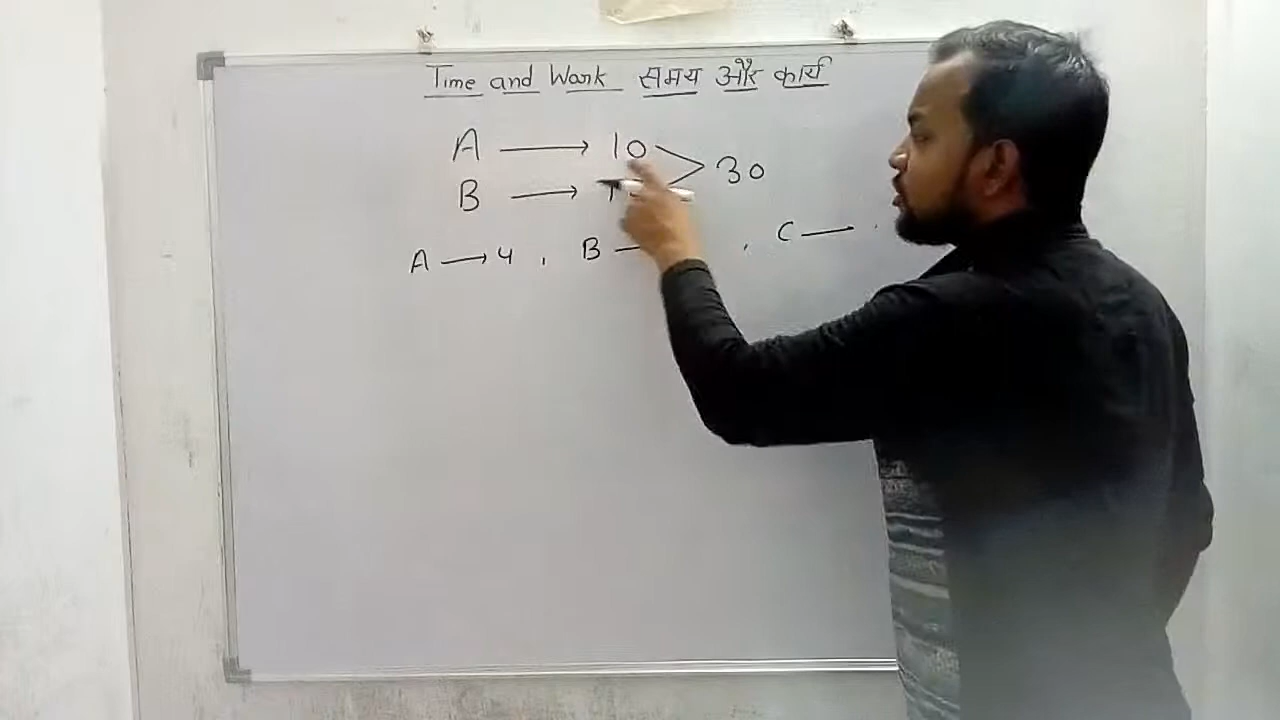 Time and Work समय और कार्य
A → 10 > 30
B →
A → 4 , B — , C →